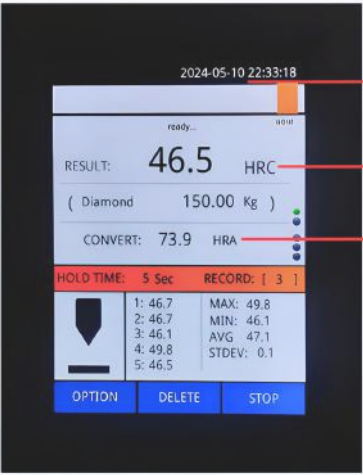 2024-05-10 22:33:18
ready...
RESULT: 46.5 HRC
( Diamond 150.00 Kg )
CONVERT: 73.9 HRA
HOLD TIME: 5 Sec RECORD: [ 3 ]
1: 46.7 MAX: 49.8
2: 46.7 MIN: 46.1
3: 46.1 AVG 47.1
4: 49.8 STDEV: 0.1
5: 46.5
OPTION DELETE STOP